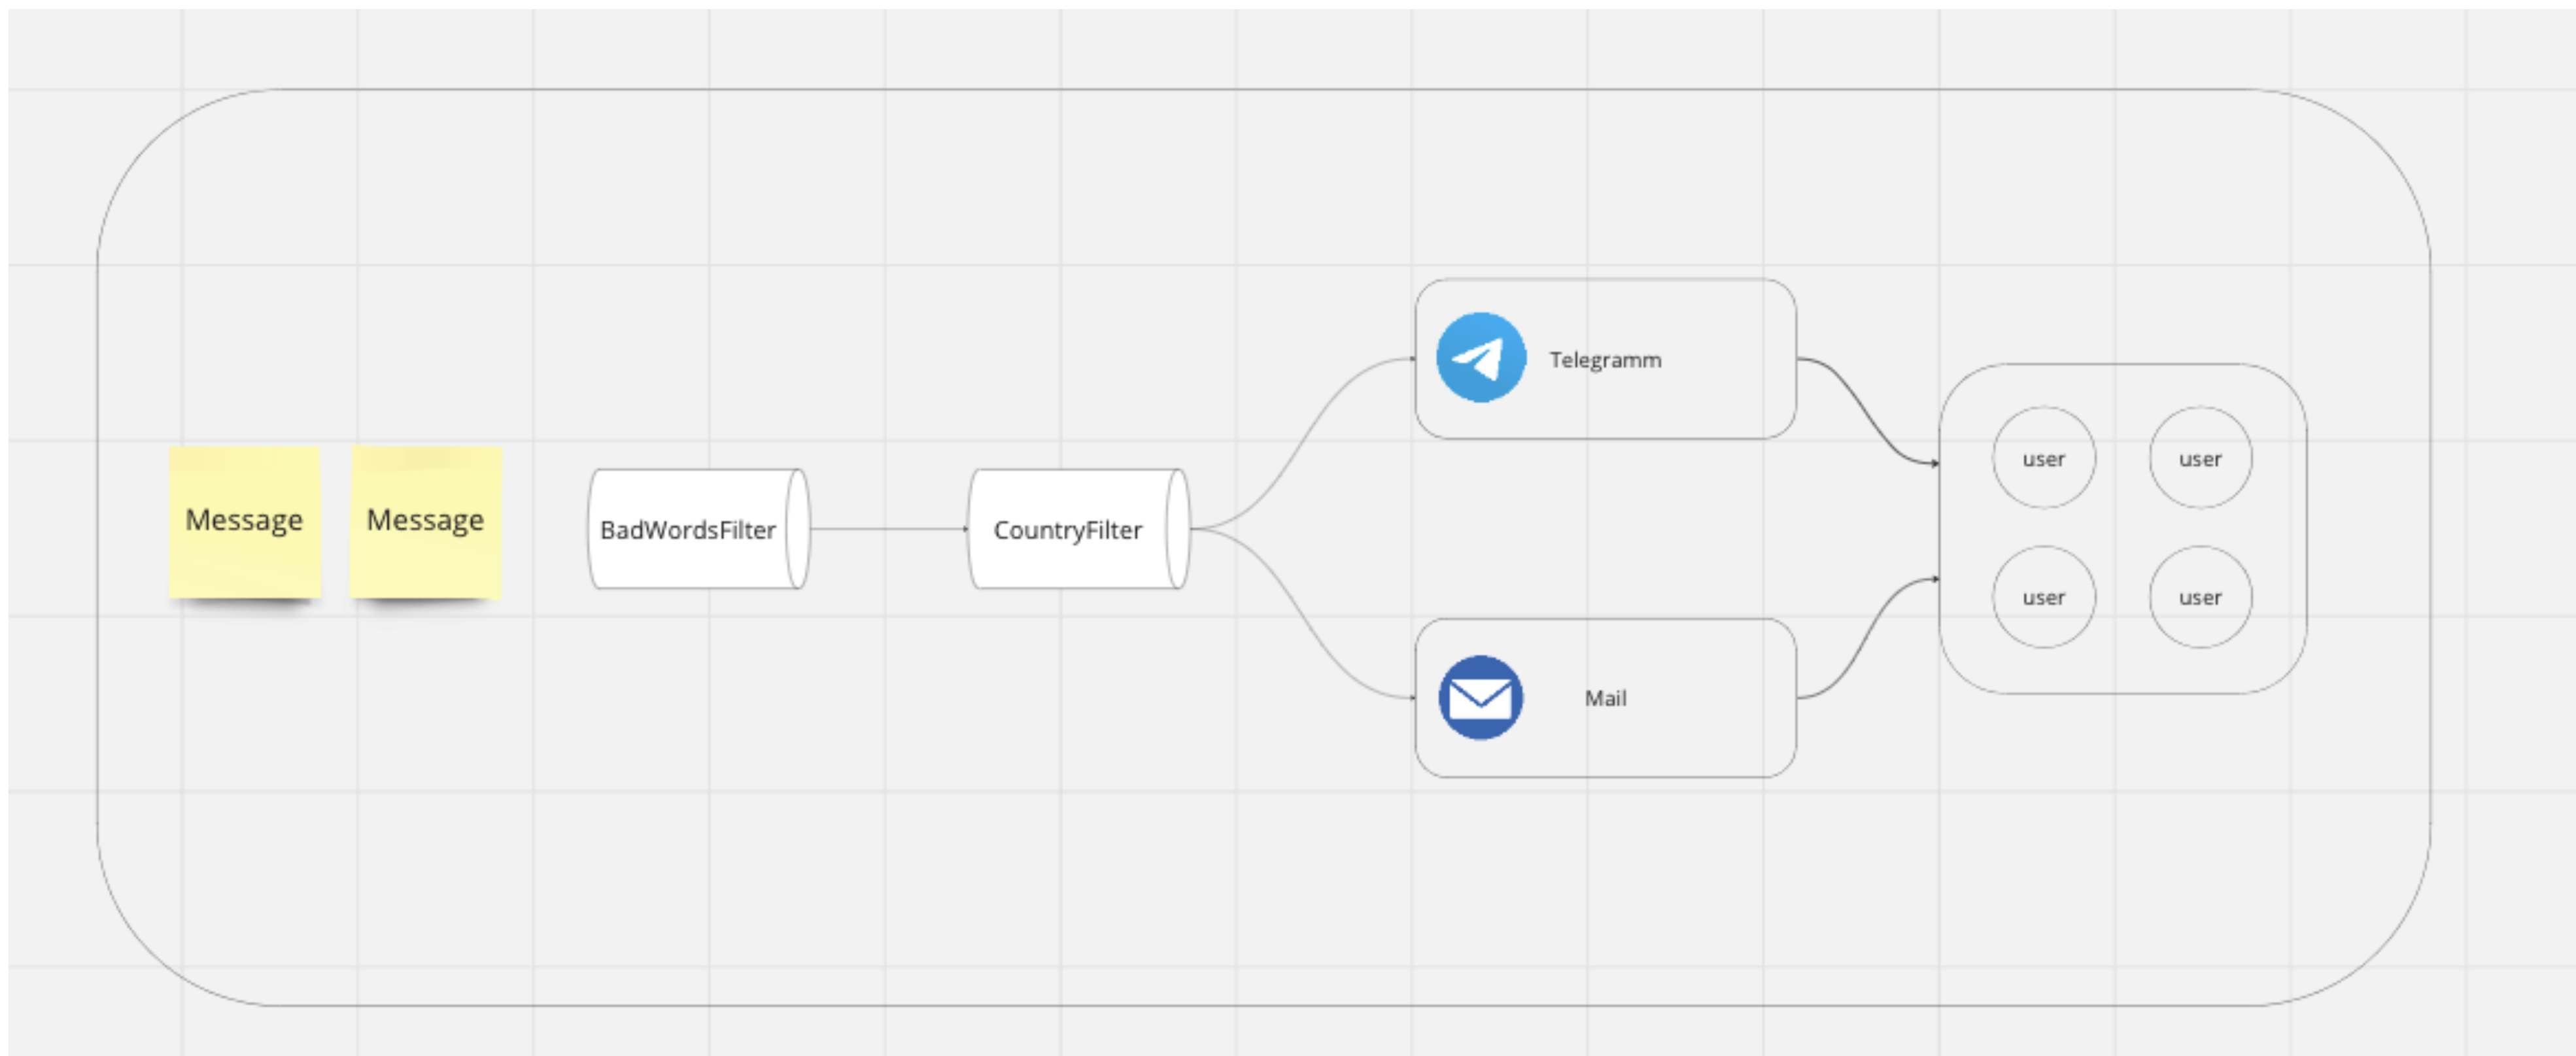 Message
Message
BadWordsFilter
CountryFilter
Telegramm
Mail
user
user
user
user